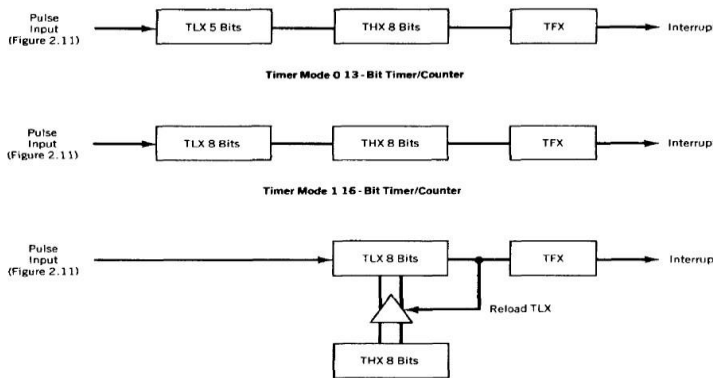 Pulse
Input
(Figure 2.11)
TLX 5 Bits
THX 8 Bits
TFX
Interrup
Timer Mode 0 13-Bit Timer/Counter
Pulse
Input
(Figure 2.11)
TLX 8 Bits
THX 8 Bits
TFX
Interrup
Timer Mode 1 16-Bit Timer/Counter
Pulse
Input
(Figure 2.11)
TLX 8 Bits
TFX
Interrup
Reload TLX
THX 8 Bits